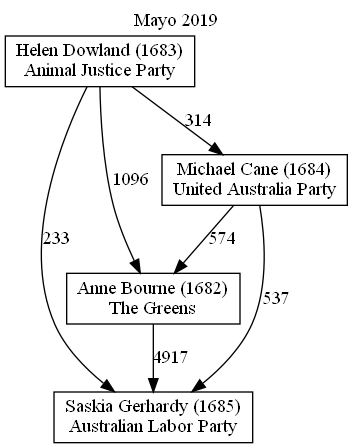 Mayo 2019
Helen Dowland (1683)
Animal Justice Party
314
Michael Cane (1684)
United Australia Party
1096
233
574
537
Anne Bourne (1682)
The Greens
4917
Saskia Gerhardy (1685)
Australian Labor Party